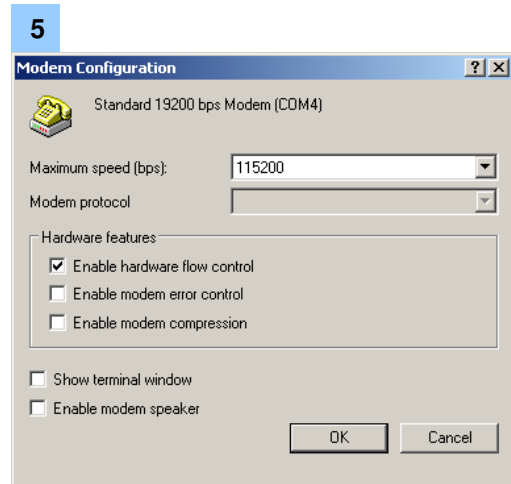 5
Modem Configuration
Standard 19200 bps Modem (COM4)
Maximum speed (bps): 115200
Modem protocol
Hardware features
Enable hardware flow control
Enable modem error control
Enable modem compression
Show terminal window
Enable modem speaker
OK Cancel